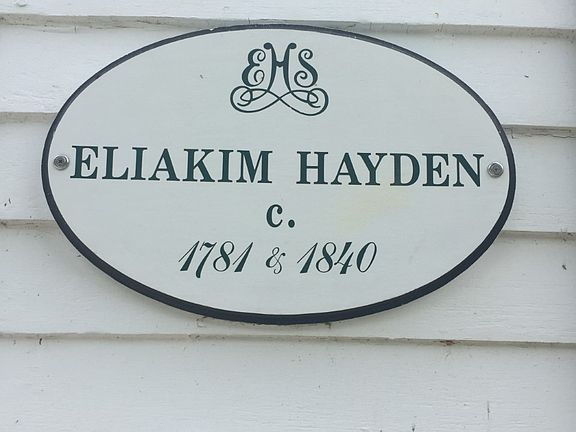 EHS
ELIAKIM HAYDEN
c.
1781 & 1840